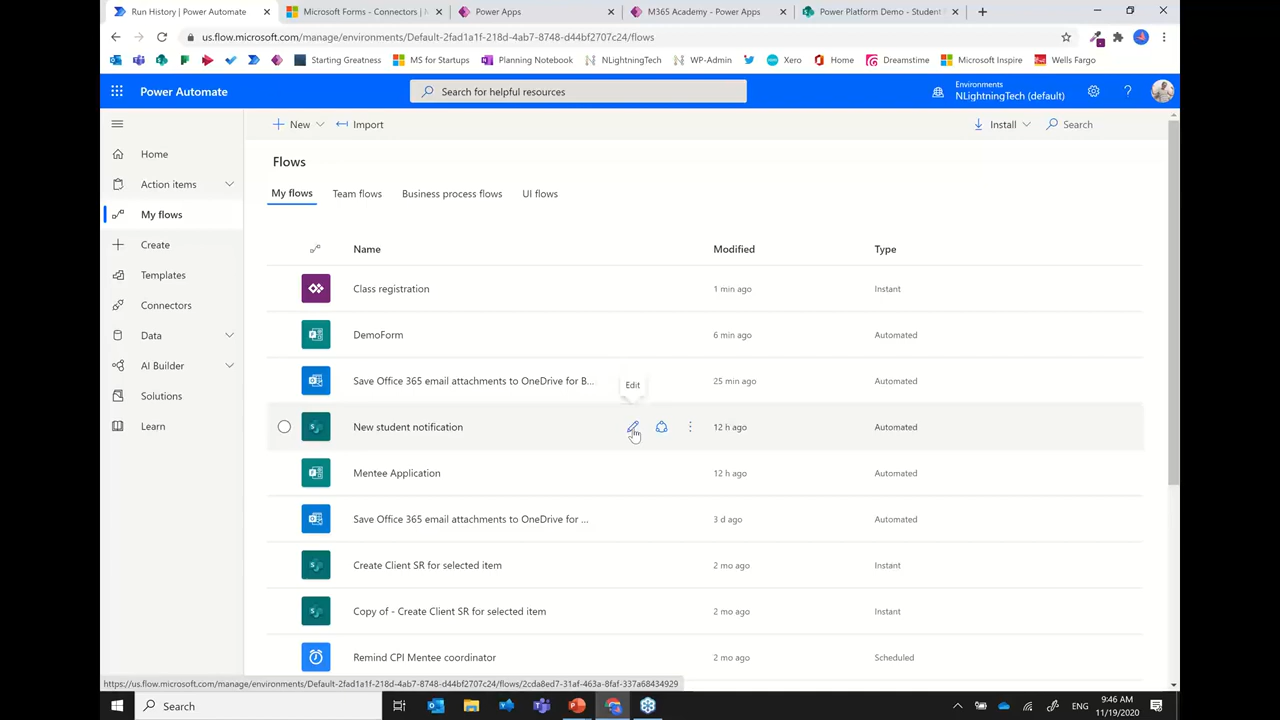 Run History | Power Automate
Microsoft Forms - Connectors | M
Power Apps
M365 Academy - Power Apps
Power Platform Demo - Student
us.flow.microsoft.com/manage/environments/Default-2fad1a1f-218d-4ab7-8748-d44bf2707c24/flows
Starting Greatness
MS for Startups
Planning Notebook
NLightningTech
WP-Admin
Xero
Home
Dreamstime
Microsoft Inspire
Wells Fargo
Power Automate
Search for helpful resources
Environments
NLightningTech (default)
?
New
Import
Install
Search
Home
Action items
My flows
Create
Templates
Connectors
Data
AI Builder
Solutions
Learn
Flows
My flows
Team flows
Business process flows
UI flows
Name Modified Type
Class registration 1 min ago Instant
DemoForm 6 min ago Automated
Save Office 365 email attachments to OneDrive for B... 25 min ago Automated
Edit
New student notification 12 h ago Automated
Mentee Application 12 h ago Automated
Save Office 365 email attachments to OneDrive for ... 3 d ago Automated
Create Client SR for selected item 2 mo ago Instant
Copy of - Create Client SR for selected item 2 mo ago Instant
Remind CPI Mentee coordinator 2 mo ago Scheduled
https://us.flow.microsoft.com/manage/environments/Default-2fad1a1f-218d-4ab7-8748-d44bf2707c24/flows/2cda8ed7-31af-463a-8faf-337a68434929
Search
ENG
9:46 AM
11/19/2020